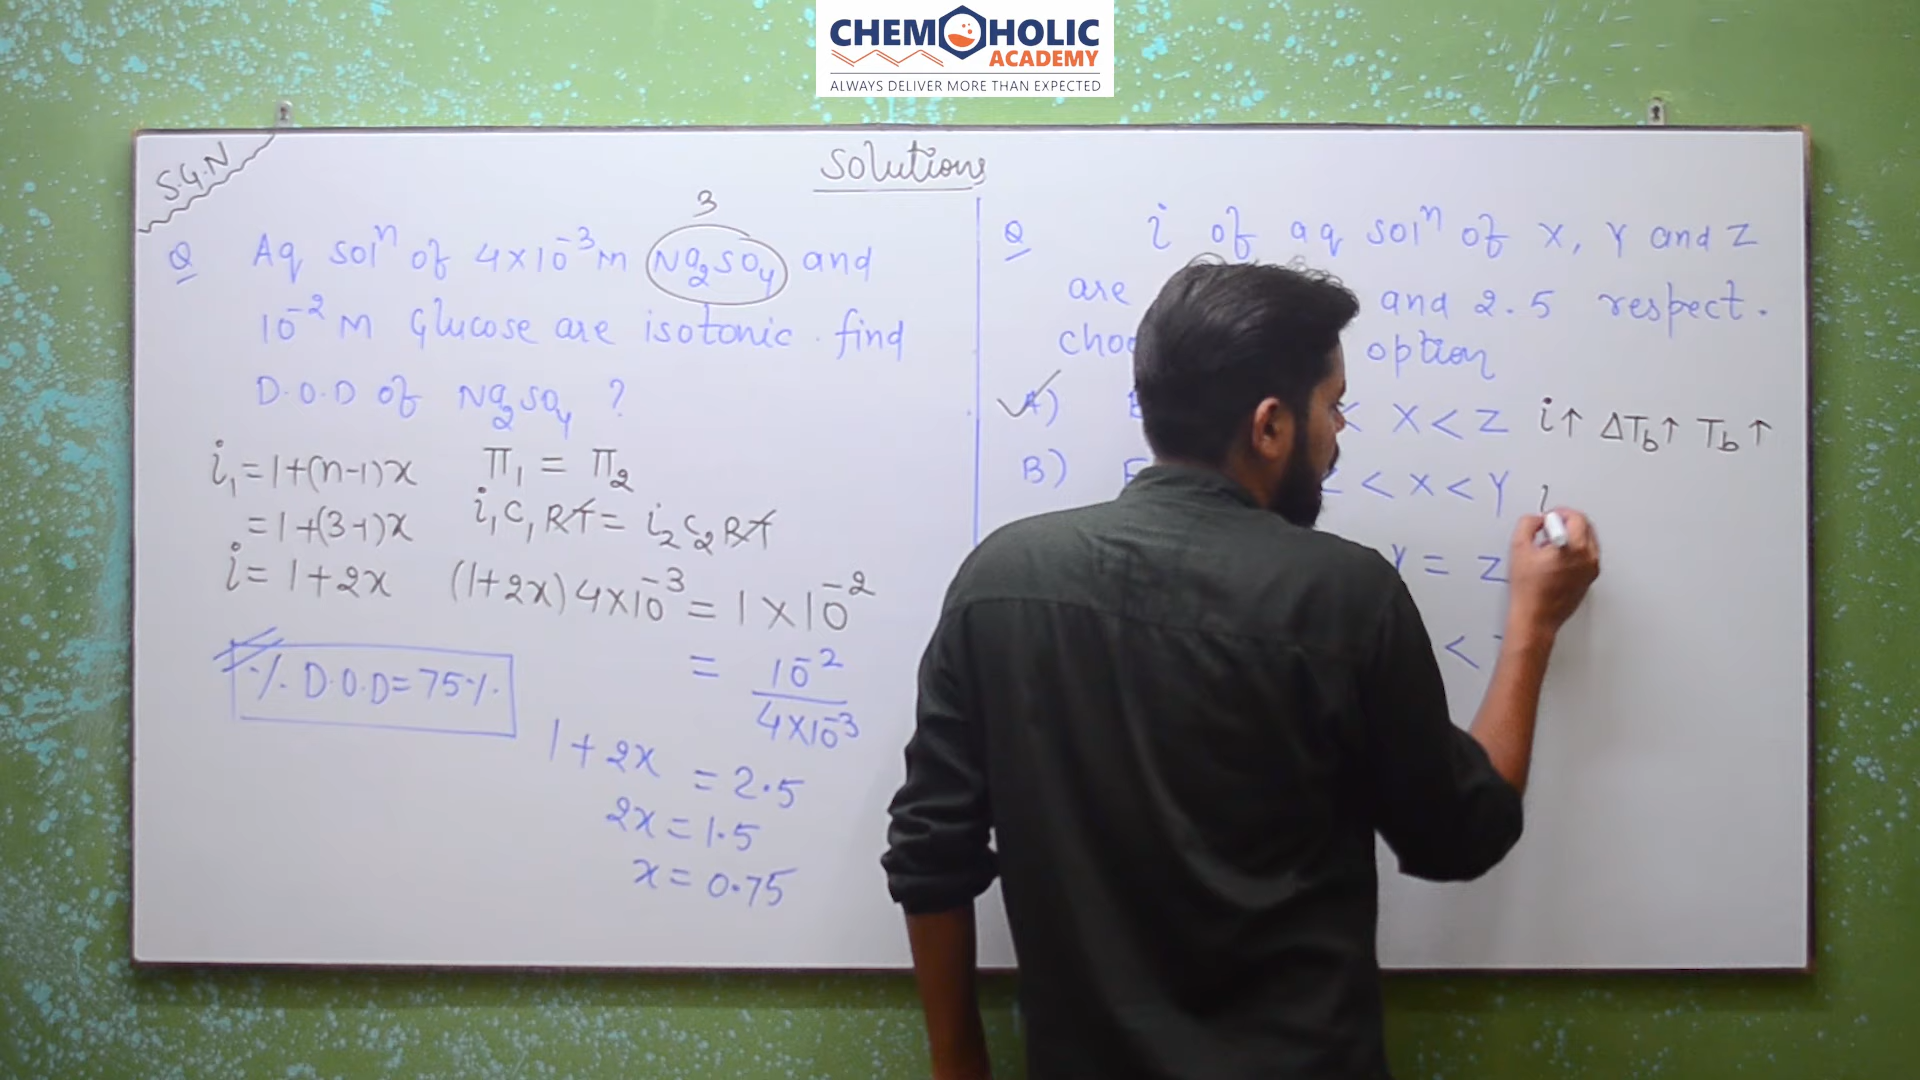 CHEMOHOLIC
ACADEMY
ALWAYS DELIVER MORE THAN EXPECTED
S.G.N
Solutions
Q Aq solⁿ of 4×10⁻³ M Na₂SO₄ and
3
10⁻² M Glucose are isotonic. find
D.O.D of Na₂SO₄ ?
i₁ = 1+(n-1)x π₁ = π₂
= 1+(3-1)x i₁C₁RT = i₂C₂RT
i = 1+2x (1+2x) 4×10⁻³ = 1×10⁻²
= 10⁻² / 4×10⁻³
% D.O.D = 75%
1+2x = 2.5
2x = 1.5
x = 0.75
Q i of aq solⁿ of X, Y and Z
are and 2.5 respect.
option
A) < X < Z i↑ ΔTb↑ Tb↑
B) < X < Y i
Y = Z
<